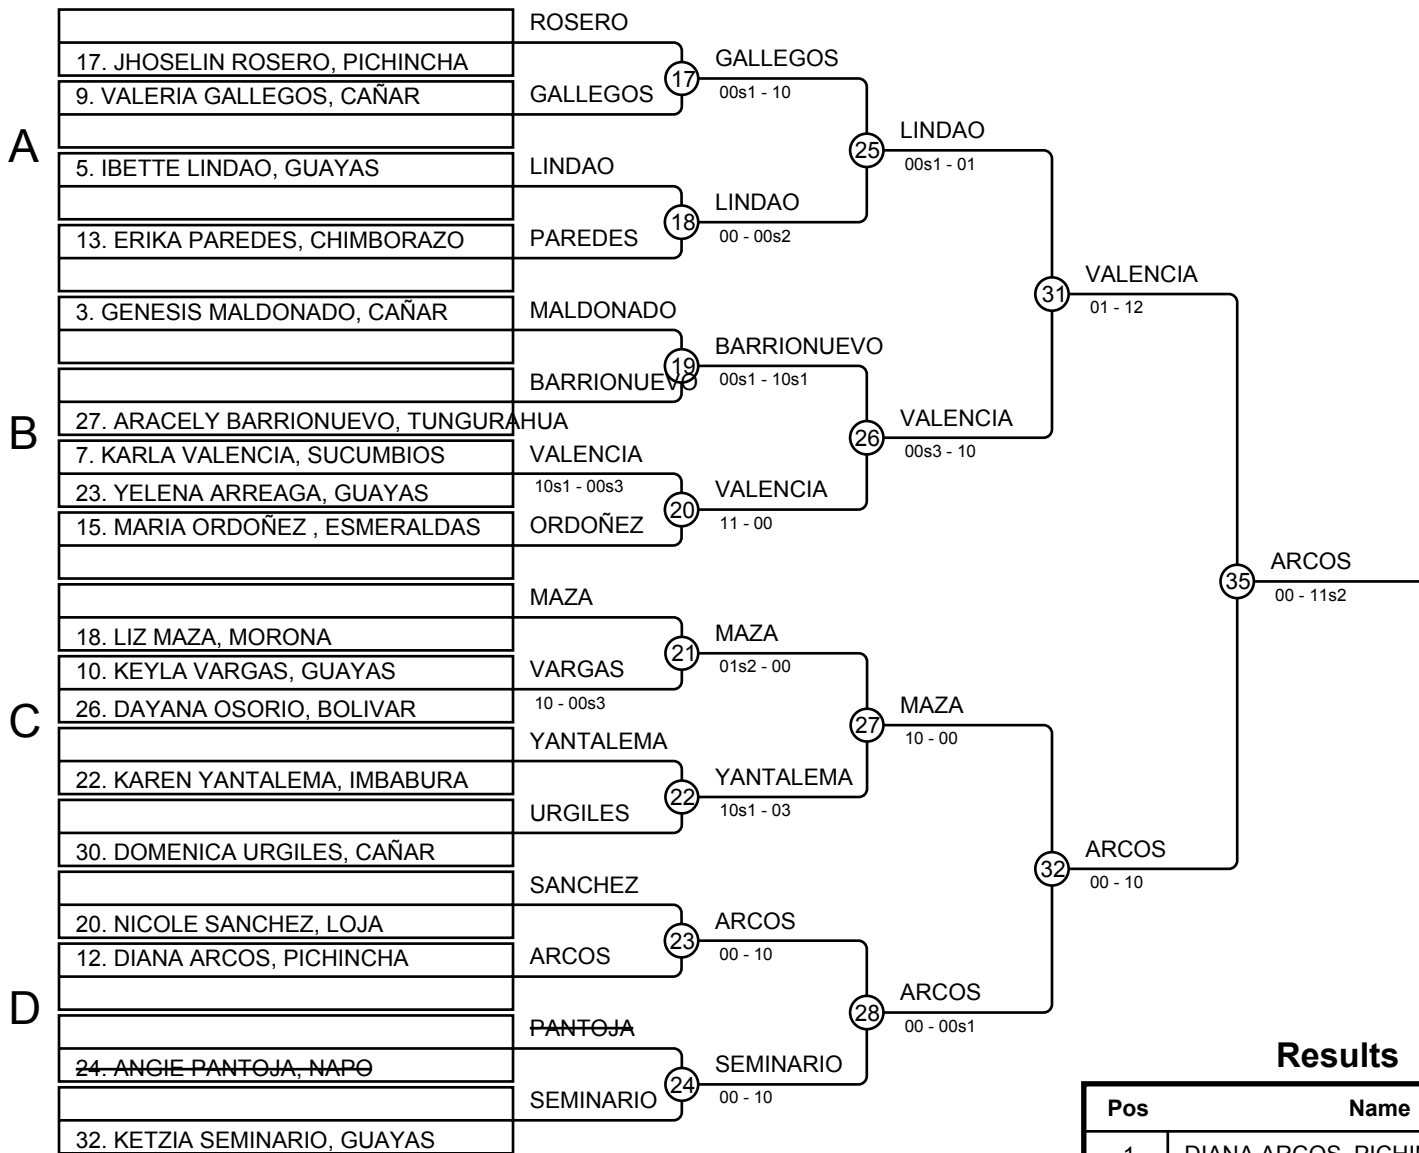 ROSERO
17. JHOSELIN ROSERO, PICHINCHA
17
GALLEGOS
00s1 - 10
9. VALERIA GALLEGOS, CAÑAR
GALLEGOS
A
25
LINDAO
00s1 - 01
5. IBETTE LINDAO, GUAYAS
LINDAO
18
LINDAO
00 - 00s2
13. ERIKA PAREDES, CHIMBORAZO
PAREDES
31
VALENCIA
01 - 12
3. GENESIS MALDONADO, CAÑAR
MALDONADO
19
BARRIONUEVO
00s1 - 10s1
BARRIONUEVO
27. ARACELY BARRIONUEVO, TUNGURAHUA
B
26
VALENCIA
00s3 - 10
7. KARLA VALENCIA, SUCUMBIOS
VALENCIA
10s1 - 00s3
23. YELENA ARREAGA, GUAYAS
20
VALENCIA
11 - 00
15. MARIA ORDOÑEZ , ESMERALDAS
ORDOÑEZ
35
ARCOS
00 - 11s2
MAZA
18. LIZ MAZA, MORONA
21
MAZA
01s2 - 00
10. KEYLA VARGAS, GUAYAS
VARGAS
10 - 00s3
26. DAYANA OSORIO, BOLIVAR
C
27
MAZA
10 - 00
YANTALEMA
22. KAREN YANTALEMA, IMBABURA
22
YANTALEMA
10s1 - 03
URGILES
30. DOMENICA URGILES, CAÑAR
32
ARCOS
00 - 10
SANCHEZ
20. NICOLE SANCHEZ, LOJA
23
ARCOS
00 - 10
12. DIANA ARCOS, PICHINCHA
ARCOS
D
28
ARCOS
00 - 00s1
PANTOJA
24. ANGIE PANTOJA, NAPO
24
SEMINARIO
00 - 10
SEMINARIO
32. KETZIA SEMINARIO, GUAYAS
Results
Pos Name
1 DIANA ARCOS,